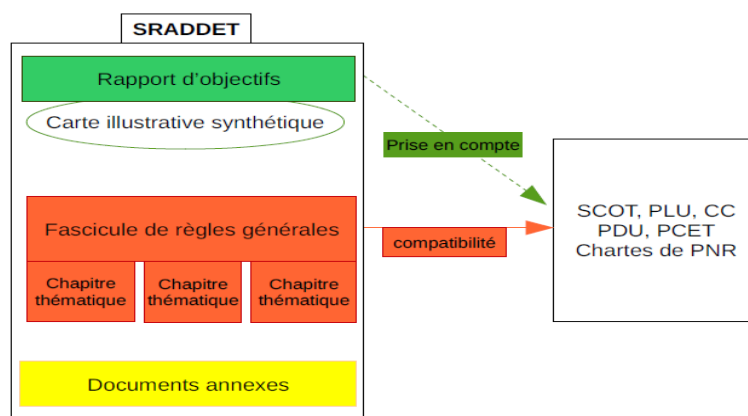 SRADDET
Rapport d’objectifs
Carte illustrative synthétique
Prise en compte
Fascicule de règles générales
compatibilité
SCOT, PLU, CC
PDU, PCET
Chartes de PNR
Chapitre
thématique
Chapitre
thématique
Chapitre
thématique
Documents annexes